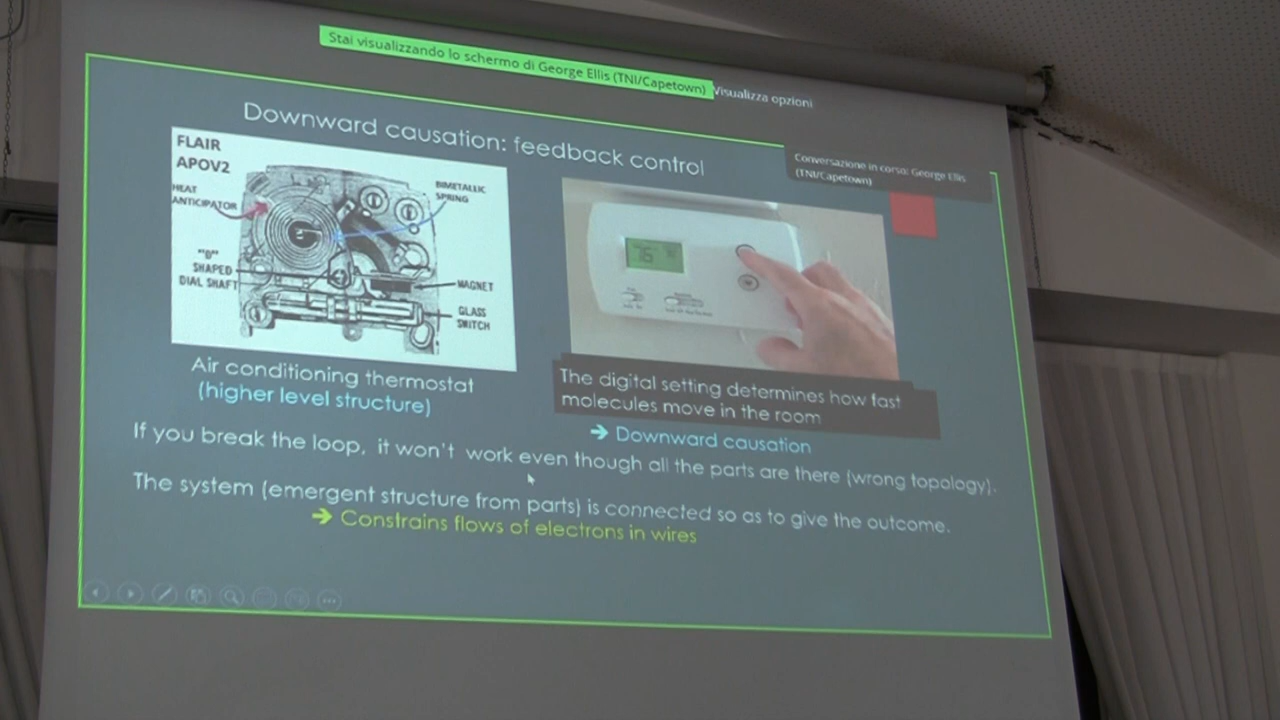 Stai visualizzando lo schermo di George Ellis (TNI/Capetown)
Visualizza opzioni
Conversazione in corso: George Ellis
(TNI/Capetown)
Downward causation: feedback control
FLAIR
APOV2
HEAT
ANTICIPATOR
BIMETALLIC
SPRING
"D"
SHAPED
DIAL SHAFT
MAGNET
GLASS
SWITCH
76
Air conditioning thermostat
(higher level structure)
The digital setting determines how fast
molecules move in the room
➔ Downward causation
If you break the loop, it won't work even though all the parts are there (wrong topology).
The system (emergent structure from parts) is connected so as to give the outcome.
➔ Constrains flows of electrons in wires